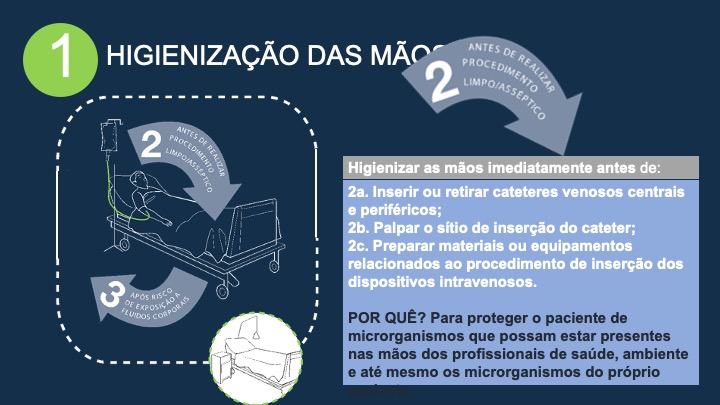 1
HIGIENIZAÇÃO DAS MÃOS
2
ANTES DE REALIZAR
PROCEDIMENTO
LIMPO/ASSÉPTICO
2
ANTES DE REALIZAR
PROCEDIMENTO
LIMPO/ASSÉPTICO
3
APÓS RISCO
DE EXPOSIÇÃO A
FLUIDOS CORPORAIS
Higienizar as mãos imediatamente antes de:
2a. Inserir ou retirar cateteres venosos centrais
e periféricos;
2b. Palpar o sítio de inserção do cateter;
2c. Preparar materiais ou equipamentos
relacionados ao procedimento de inserção dos
dispositivos intravenosos.
POR QUÊ? Para proteger o paciente de
microrganismos que possam estar presentes
nas mãos dos profissionais de saúde, ambiente
e até mesmo os microrganismos do próprio